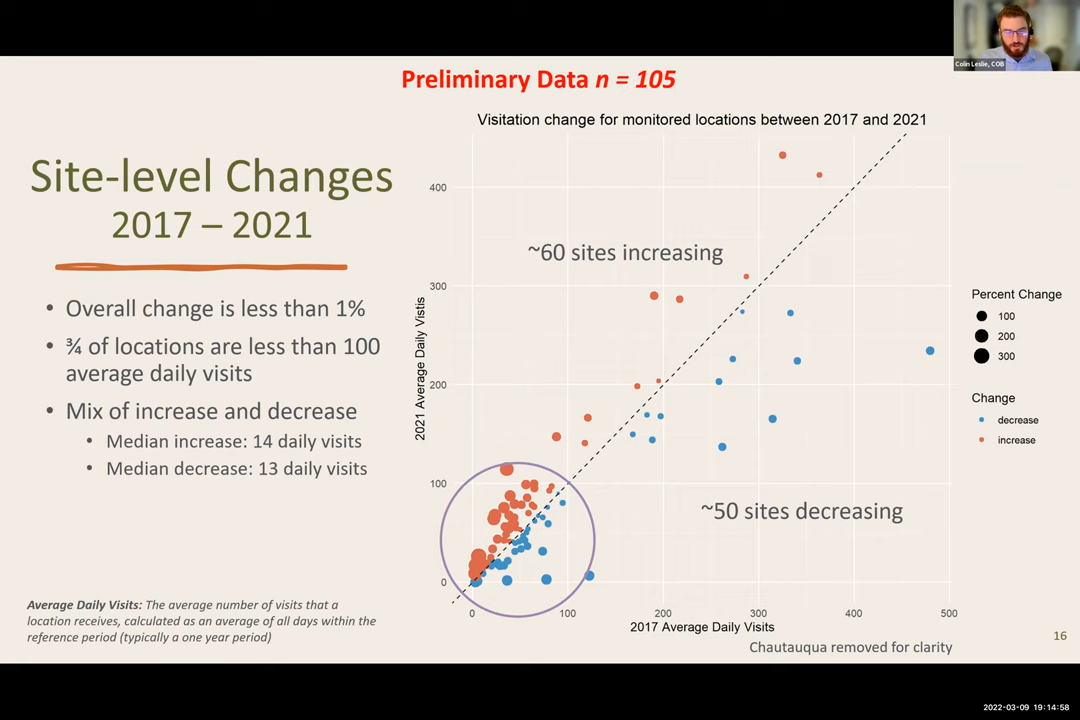 Colin Leslie, COB
Preliminary Data n = 105
Site-level Changes
2017 – 2021
• Overall change is less than 1%
• ¾ of locations are less than 100
average daily visits
• Mix of increase and decrease
• Median increase: 14 daily visits
• Median decrease: 13 daily visits
Average Daily Visits: The average number of visits that a
location receives, calculated as an average of all days within the
reference period (typically a one year period)
Visitation change for monitored locations between 2017 and 2021
2021 Average Daily Vistis
400
300
200
100
0
~60 sites increasing
~50 sites decreasing
0 100 200 300 400 500
2017 Average Daily Visits
Chautauqua removed for clarity
Percent Change
100
200
300
Change
decrease
increase
16
2022-03-09 19:14:58